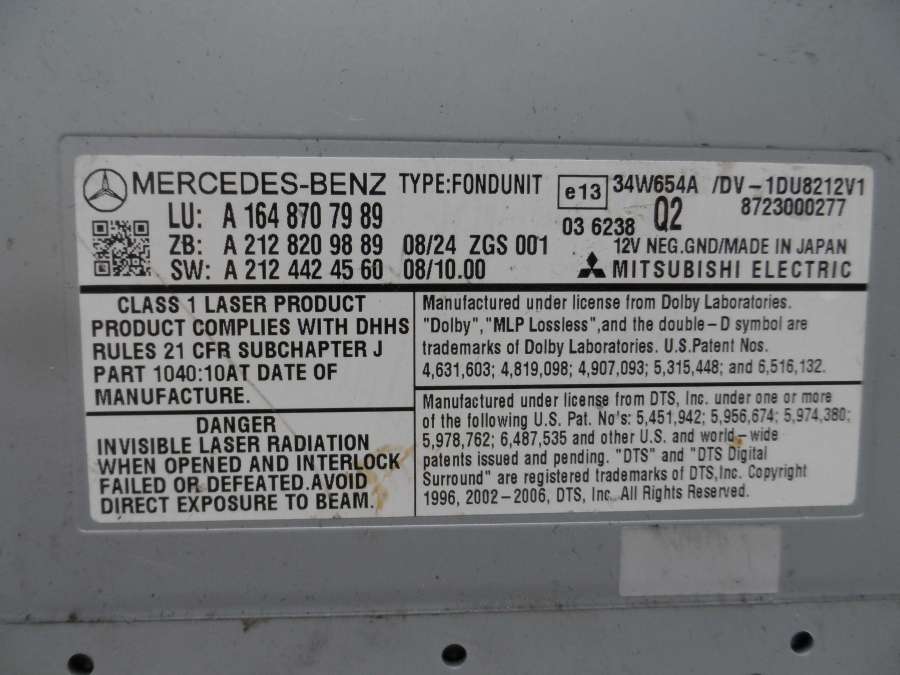 MERCEDES-BENZ TYPE:FONDUNIT e13 34W654A /DV-1DU8212V1
03 6238 Q2 8723000277
LU: A 164 870 79 89
ZB: A 212 820 98 89 08/24 ZGS 001 12V NEG.GND/MADE IN JAPAN
SW: A 212 442 45 60 08/10.00 MITSUBISHI ELECTRIC
CLASS 1 LASER PRODUCT
PRODUCT COMPLIES WITH DHHS
RULES 21 CFR SUBCHAPTER J
PART 1040:10AT DATE OF
MANUFACTURE.
DANGER
INVISIBLE LASER RADIATION
WHEN OPENED AND INTERLOCK
FAILED OR DEFEATED.AVOID
DIRECT EXPOSURE TO BEAM.
Manufactured under license from Dolby Laboratories.
"Dolby","MLP Lossless",and the double-D symbol are
trademarks of Dolby Laboratories. U.S.Patent Nos.
4,631,603; 4,819,098; 4,907,093; 5,315,448; and 6,516,132.
Manufactured under license from DTS, Inc. under one or more
of the following U.S. Pat. No's: 5,451,942; 5,956,674; 5,974,380;
5,978,762; 6,487,535 and other U.S. and world-wide
patents issued and pending. "DTS" and "DTS Digital
Surround" are registered trademarks of DTS,Inc. Copyright
1996, 2002-2006, DTS, Inc. All Rights Reserved.